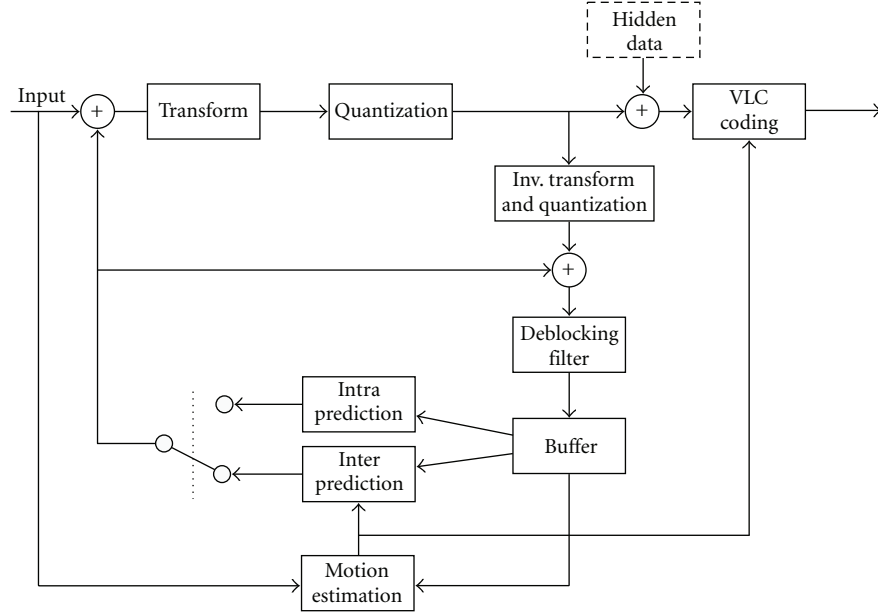 Hidden
data
Input
+
Transform
Quantization
+
VLC
coding
Inv. transform
and quantization
+
Deblocking
filter
Intra
prediction
Buffer
Inter
prediction
Motion
estimation